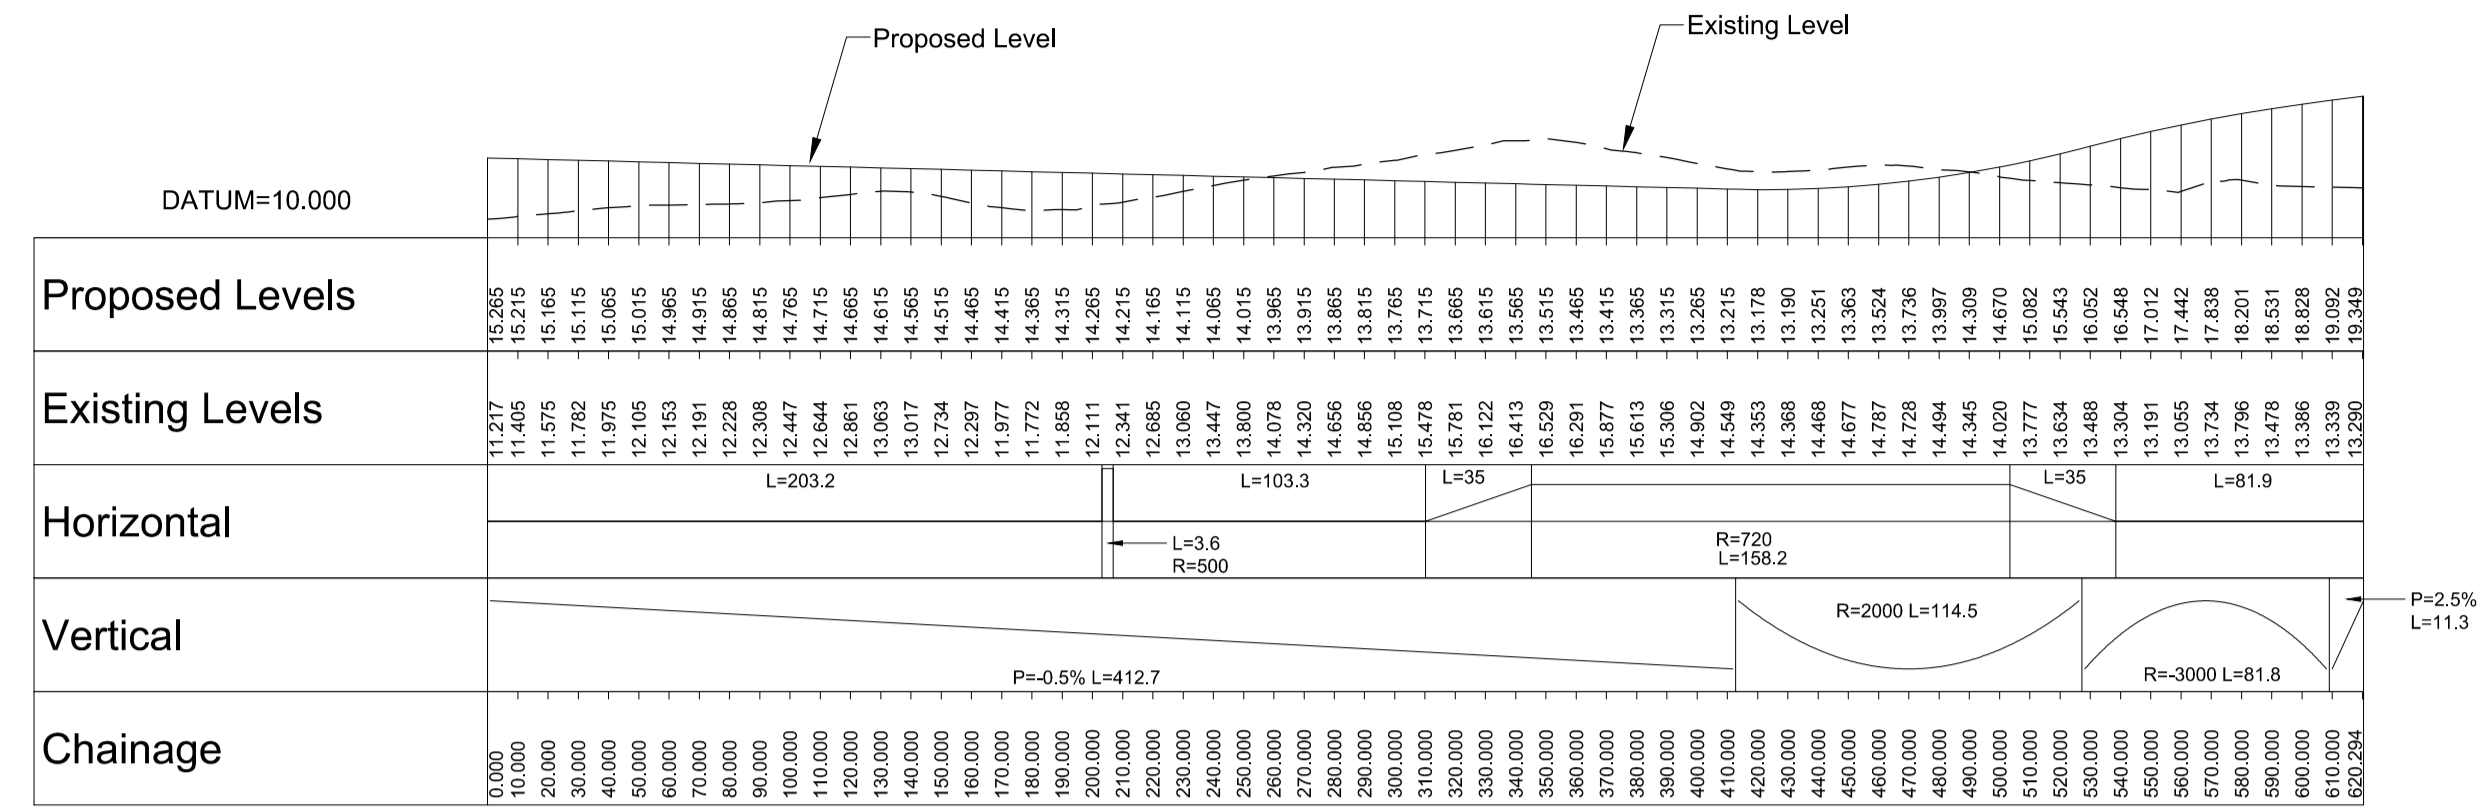 Proposed Level
Existing Level
DATUM=10.000
Proposed Levels
15.265 15.215 15.165 15.115 15.065 15.015 14.965 14.915 14.865 14.815 14.765 14.715 14.665 14.615 14.565 14.515 14.465 14.415 14.365 14.315 14.265 14.215 14.165 14.115 14.065 14.015 13.965 13.915 13.865 13.815 13.765 13.715 13.665 13.615 13.565 13.515 13.465 13.415 13.365 13.315 13.265 13.215 13.178 13.190 13.251 13.363 13.524 13.736 13.997 14.309 14.670 15.082 15.543 16.052 16.548 17.012 17.442 17.838 18.201 18.531 18.828 19.092 19.349
Existing Levels
11.217 11.405 11.575 11.782 11.975 12.105 12.153 12.191 12.228 12.308 12.447 12.644 12.861 13.063 13.017 12.734 12.297 11.977 11.772 11.858 12.111 12.341 12.685 13.060 13.447 13.800 14.078 14.320 14.656 14.856 15.108 15.478 15.781 16.122 16.413 16.529 16.291 15.877 15.613 15.306 14.902 14.549 14.353 14.368 14.468 14.677 14.787 14.728 14.494 14.345 14.020 13.777 13.634 13.488 13.304 13.191 13.055 13.734 13.796 13.478 13.386 13.339 13.290
Horizontal
L=203.2
L=3.6
R=500
L=103.3
L=35
R=720
L=158.2
L=35
L=81.9
Vertical
P=-0.5% L=412.7
R=2000 L=114.5
R=-3000 L=81.8
P=2.5%
L=11.3
Chainage
0.000 10.000 20.000 30.000 40.000 50.000 60.000 70.000 80.000 90.000 100.000 110.000 120.000 130.000 140.000 150.000 160.000 170.000 180.000 190.000 200.000 210.000 220.000 230.000 240.000 250.000 260.000 270.000 280.000 290.000 300.000 310.000 320.000 330.000 340.000 350.000 360.000 370.000 380.000 390.000 400.000 410.000 420.000 430.000 440.000 450.000 460.000 470.000 480.000 490.000 500.000 510.000 520.000 530.000 540.000 550.000 560.000 570.000 580.000 590.000 600.000 610.000 620.294